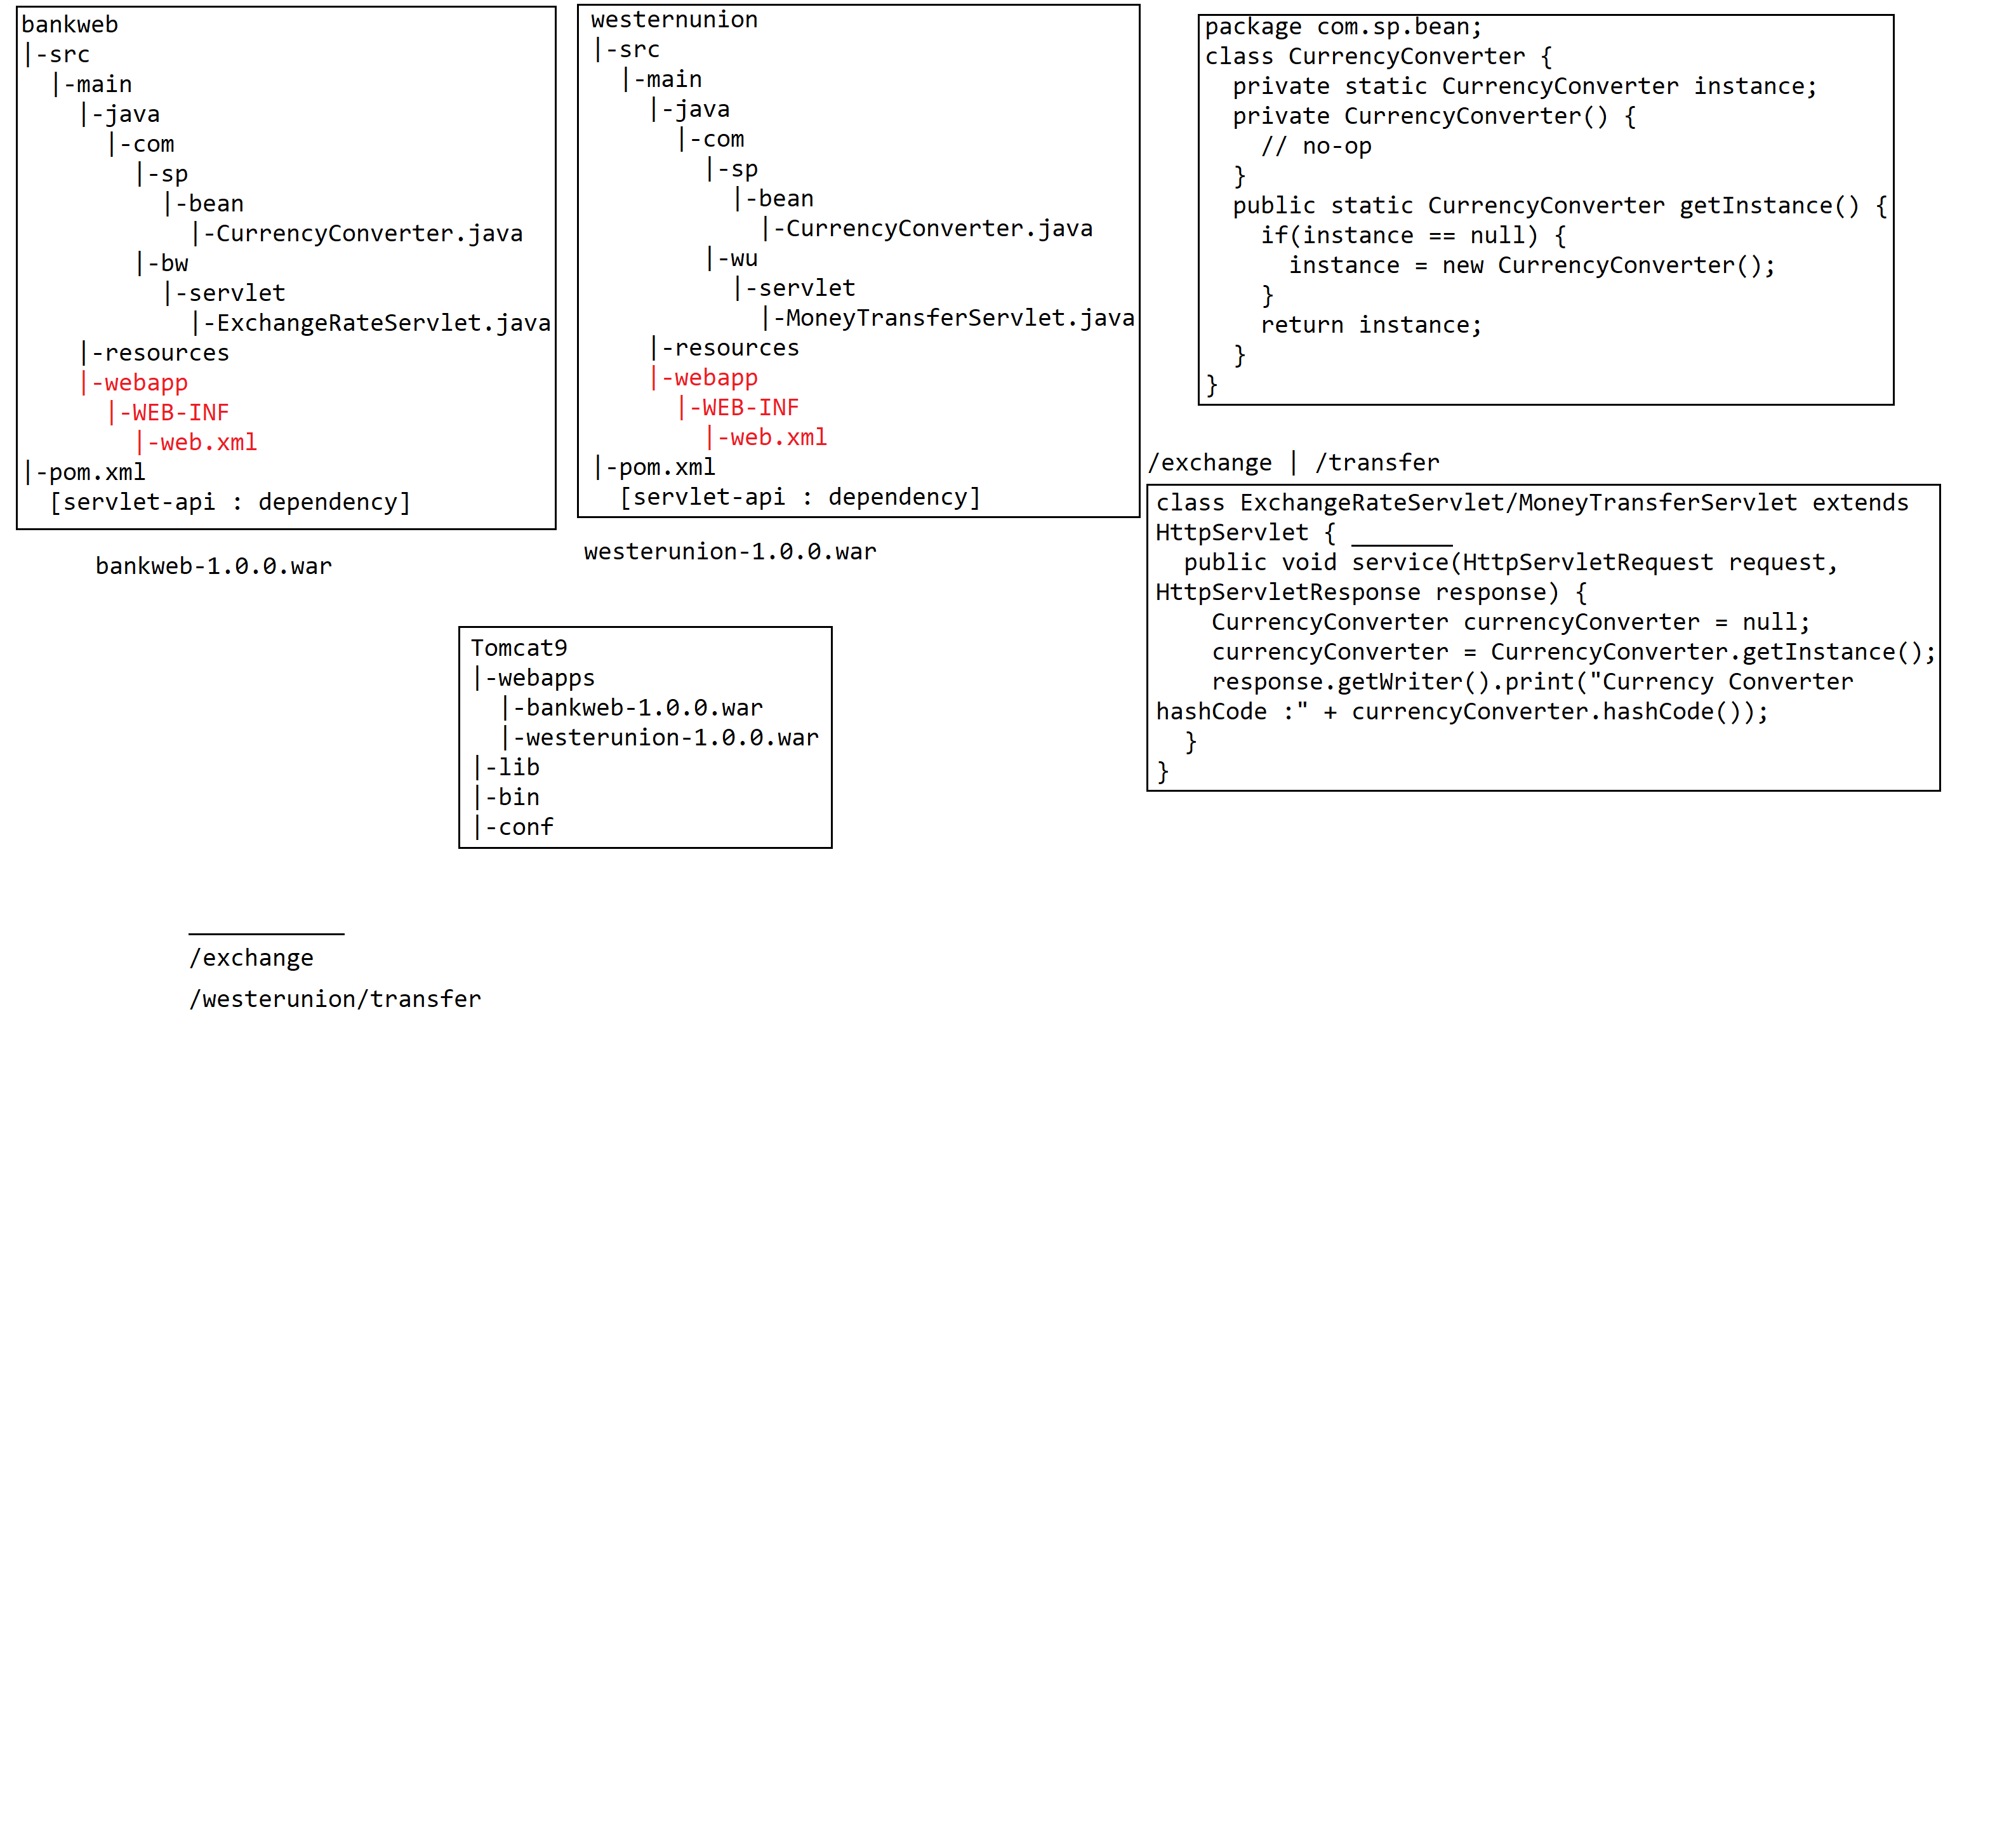 bankweb
|-src
  |-main
    |-java
      |-com
        |-sp
          |-bean
            |-CurrencyConverter.java
        |-bw
          |-servlet
            |-ExchangeRateServlet.java
    |-resources
    |-webapp
      |-WEB-INF
        |-web.xml
|-pom.xml
  [servlet-api : dependency]
bankweb-1.0.0.war
westernunion
|-src
  |-main
    |-java
      |-com
        |-sp
          |-bean
            |-CurrencyConverter.java
        |-wu
          |-servlet
            |-MoneyTransferServlet.java
    |-resources
    |-webapp
      |-WEB-INF
        |-web.xml
|-pom.xml
  [servlet-api : dependency]
westerunion-1.0.0.war
package com.sp.bean;
class CurrencyConverter {
  private static CurrencyConverter instance;
  private CurrencyConverter() {
    // no-op
  }
  public static CurrencyConverter getInstance() {
    if(instance == null) {
      instance = new CurrencyConverter();
    }
    return instance;
  }
}
/exchange | /transfer
class ExchangeRateServlet/MoneyTransferServlet extends
HttpServlet {
  public void service(HttpServletRequest request,
HttpServletResponse response) {
    CurrencyConverter currencyConverter = null;
    currencyConverter = CurrencyConverter.getInstance();
    response.getWriter().print("Currency Converter
hashCode :" + currencyConverter.hashCode());
  }
}
Tomcat9
|-webapps
  |-bankweb-1.0.0.war
  |-westerunion-1.0.0.war
|-lib
|-bin
|-conf
/exchange
/westerunion/transfer